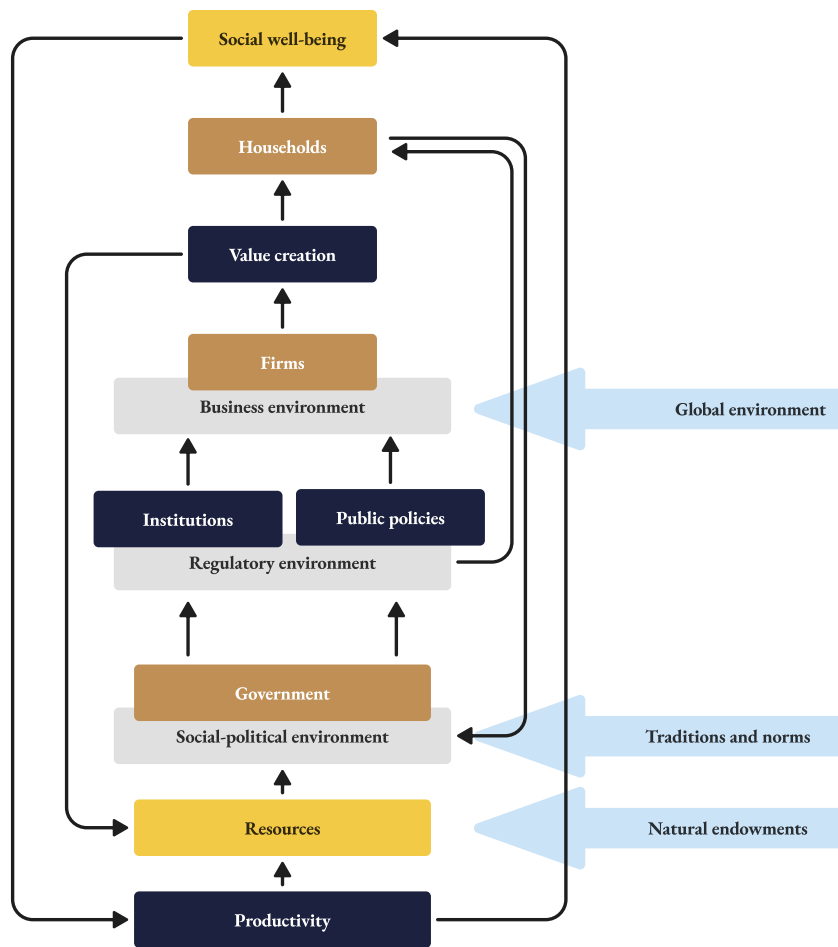 Social well-being
Households
Value creation
Firms
Business environment
Global environment
Institutions
Public policies
Regulatory environment
Government
Social-political environment
Traditions and norms
Resources
Natural endowments
Productivity